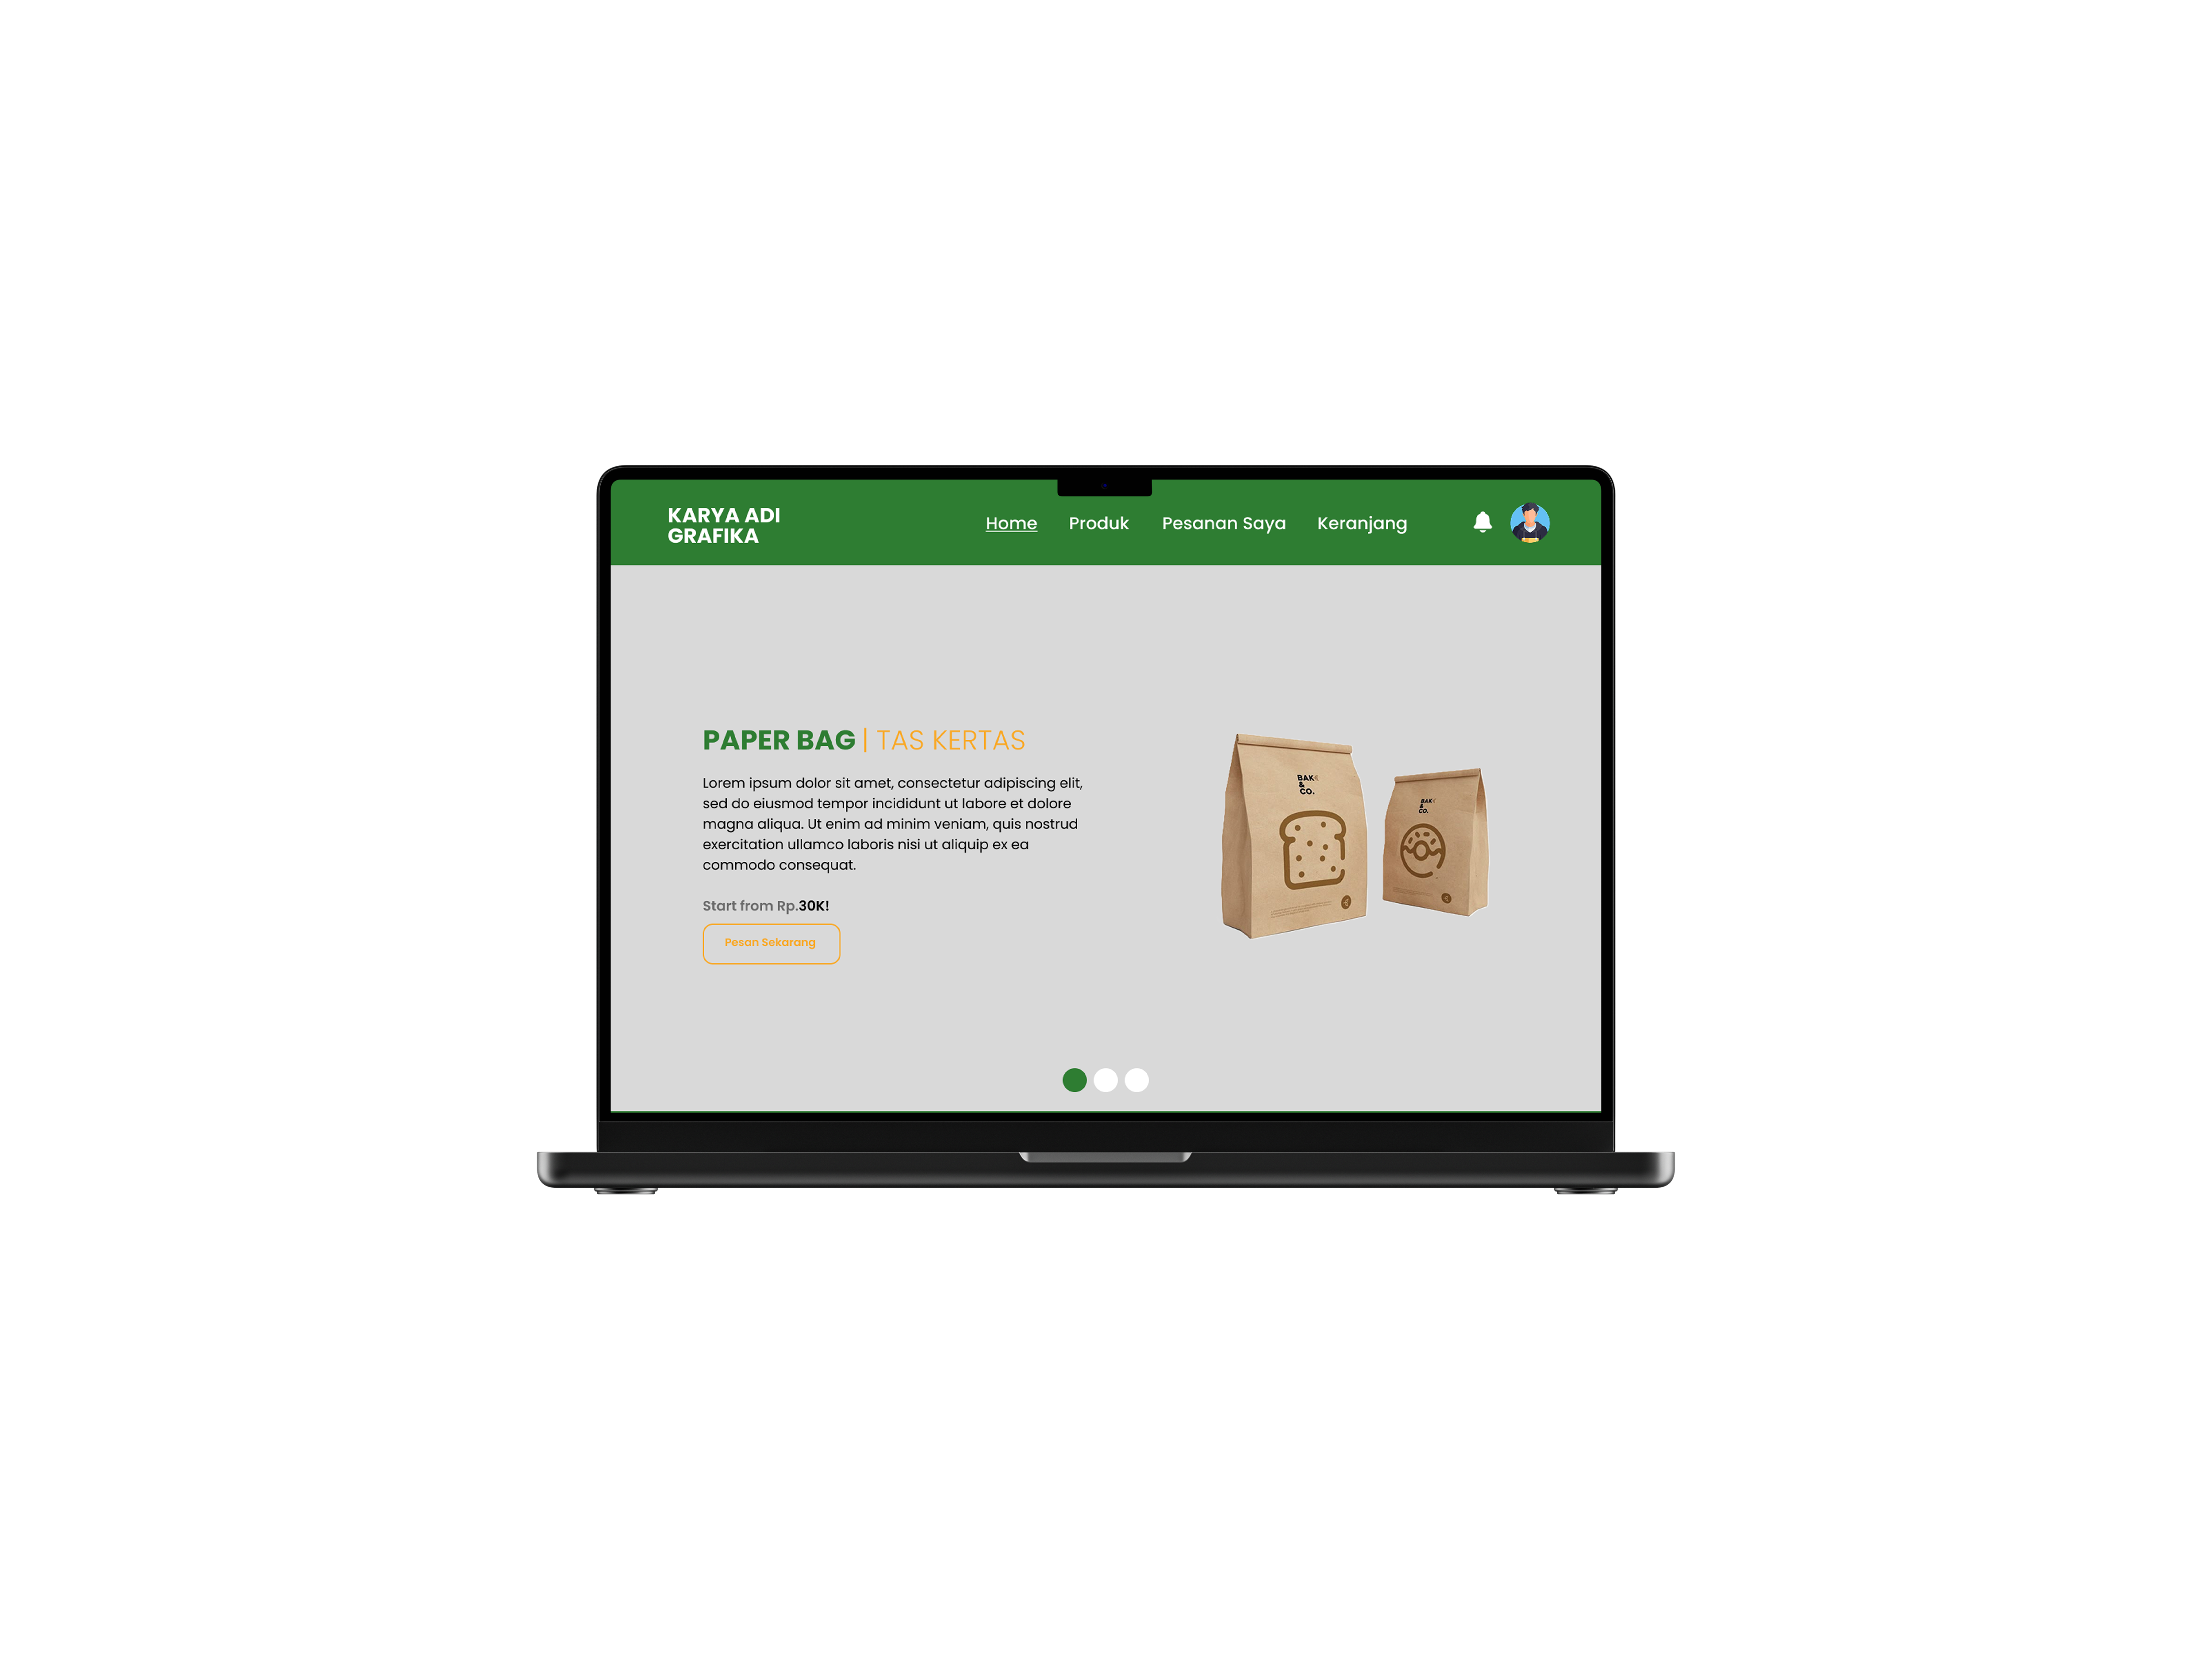 KARYA ADI
GRAFIKA
Home Produk Pesanan Saya Keranjang
PAPER BAG | TAS KERTAS
Lorem ipsum dolor sit amet, consectetur adipiscing elit,
sed do eiusmod tempor incididunt ut labore et dolore
magna aliqua. Ut enim ad minim veniam, quis nostrud
exercitation ullamco laboris nisi ut aliquip ex ea
commodo consequat.
Start from Rp.30K!
Pesan Sekarang
BAKE
&
CO.
BAKE
&
CO.